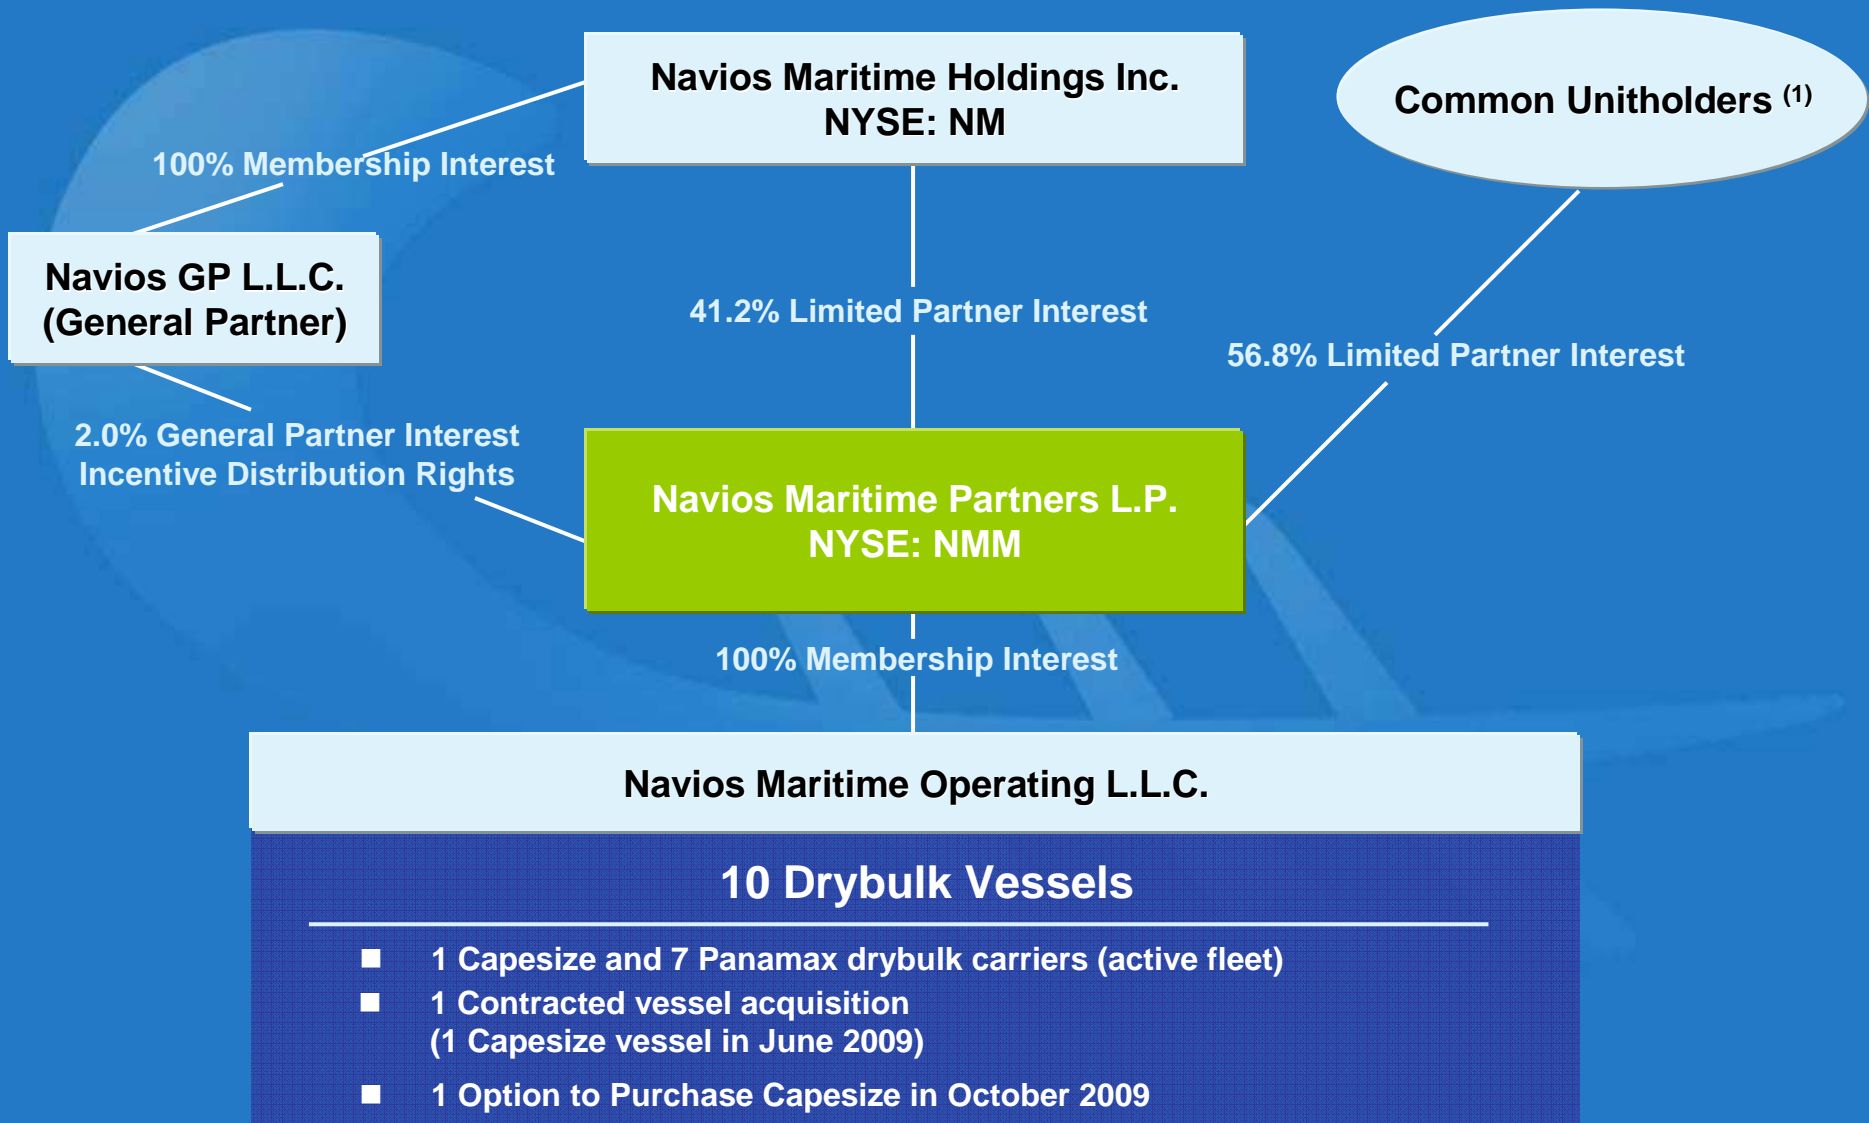 Navios Maritime Holdings Inc.
NYSE: NM
Common Unitholders (1)
100% Membership Interest
Navios GP L.L.C.
(General Partner)
41.2% Limited Partner Interest
56.8% Limited Partner Interest
2.0% General Partner Interest
Incentive Distribution Rights
Navios Maritime Partners L.P.
NYSE: NMM
100% Membership Interest
Navios Maritime Operating L.L.C.
10 Drybulk Vessels
1 Capesize and 7 Panamax drybulk carriers (active fleet)
1 Contracted vessel acquisition
(1 Capesize vessel in June 2009)
1 Option to Purchase Capesize in October 2009